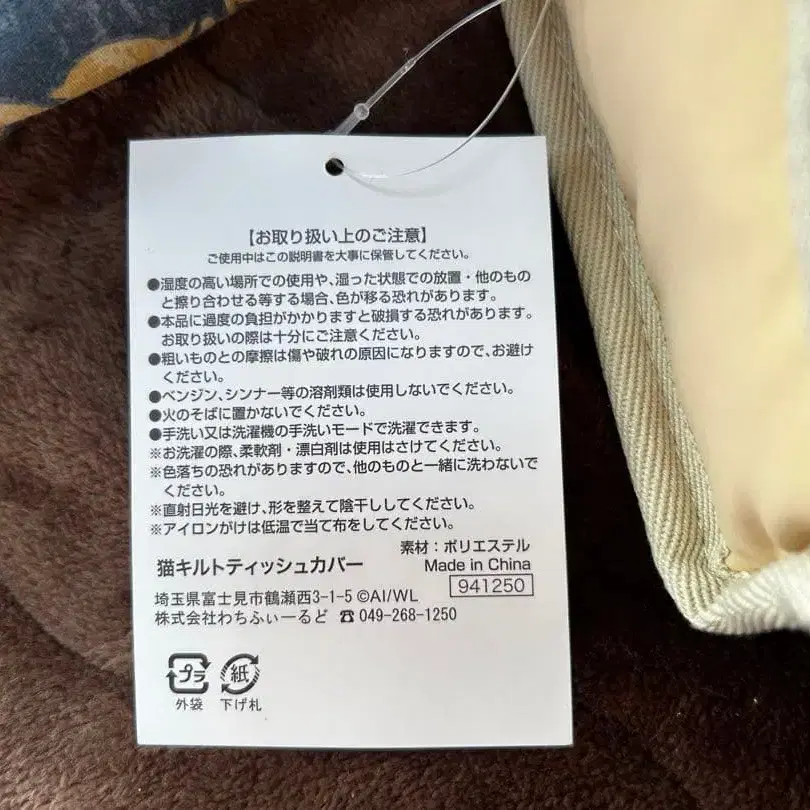 【お取り扱い上のご注意】
ご使用中はこの説明書を大事に保管してください。
●湿度の高い場所での使用や、湿った状態での放置・他のもの
と擦り合わせる等する場合、色が移る恐れがあります。
●本品に過度の負担がかかりますと破損する恐れがあります。
お取り扱いの際は十分にご注意ください。
●粗いものとの摩擦は傷や破れの原因になりますので、お避け
ください。
●ベンジン、シンナー等の溶剤類は使用しないでください。
●火のそばに置かないでください。
●手洗い又は洗濯機の手洗いモードで洗濯できます。
※お洗濯の際、柔軟剤・漂白剤は使用はさけてください。
※色落ちの恐れがありますので、他のものと一緒に洗わないで
ください。
※直射日光を避け、形を整えて陰干ししてください。
※アイロンがけは低温で当て布をしてください。
素材：ポリエステル
猫キルトティッシュカバー Made in China
941250
埼玉県富士見市鶴瀬西3-1-5 ©AI/WL
株式会社わちふぃーるど ☎049-268-1250
プラ 紙
外袋 下げ札